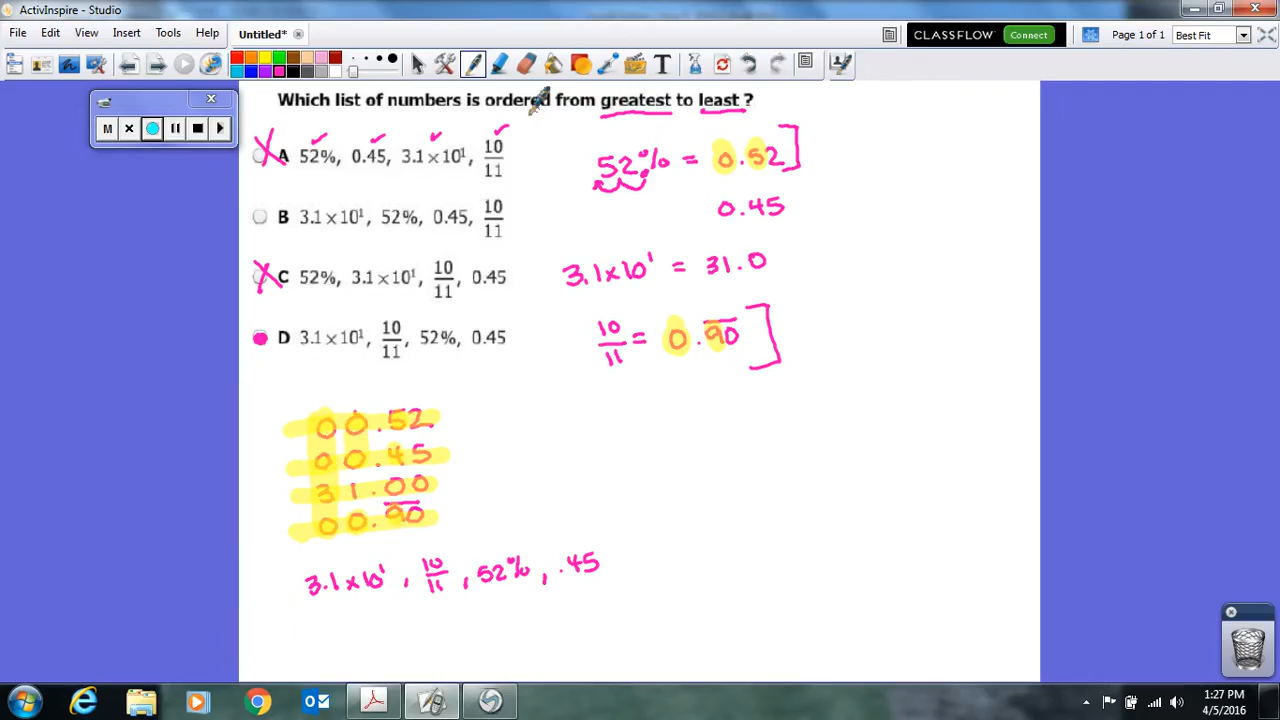 ActivInspire - Studio
File Edit View Insert Tools Help Untitled* CLASSFLOW Connect Page 1 of 1 Best Fit
Which list of numbers is ordered from greatest to least ?
A 52%, 0.45, 3.1×10¹, 10/11
B 3.1×10¹, 52%, 0.45, 10/11
C 52%, 3.1×10¹, 10/11, 0.45
D 3.1×10¹, 10/11, 52%, 0.45
52% = 0.52
0.45
3.1×10¹ = 31.0
10/11 = 0.9̅0̅
00.52
00.45
31.00
00.9̅0̅
3.1×10¹, 10/11, 52%, .45
M
1:27 PM
4/5/2016